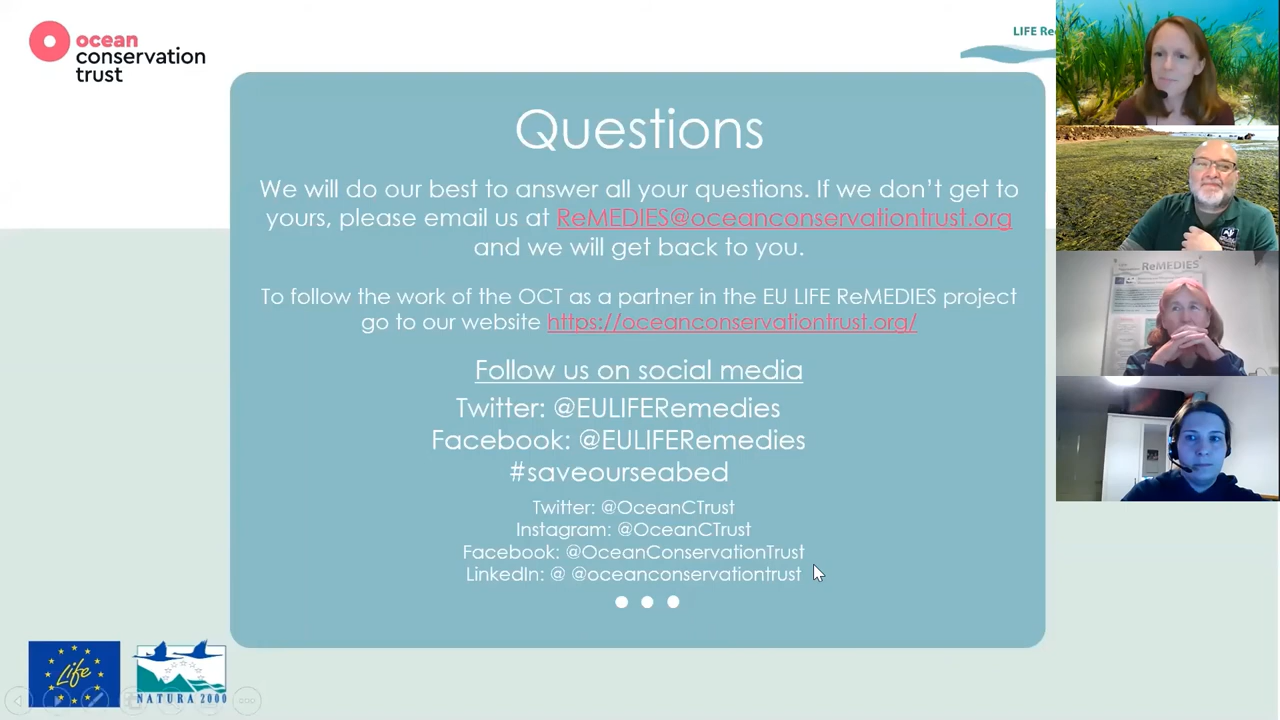 ocean
conservation
trust
LIFE Re
Questions
We will do our best to answer all your questions. If we don’t get to
yours, please email us at ReMEDIES@oceanconservationtrust.org
and we will get back to you.
To follow the work of the OCT as a partner in the EU LIFE ReMEDIES project
go to our website https://oceanconservationtrust.org/
Follow us on social media
Twitter: @EULIFERemedies
Facebook: @EULIFERemedies
#saveourseabed
Twitter: @OceanCTrust
Instagram: @OceanCTrust
Facebook: @OceanConservationTrust
LinkedIn: @ @oceanconservationtrust
Life
NATURA 2000
ReMEDIES